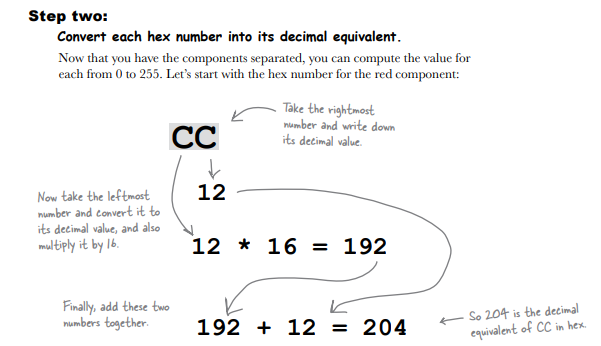 Step two:
Convert each hex number into its decimal equivalent.
Now that you have the components separated, you can compute the value for
each from 0 to 255. Let's start with the hex number for the red component:
Take the rightmost
number and write down
its decimal value.
CC
12
Now take the leftmost
number and convert it to
its decimal value, and also
multiply it by 16.
12 * 16 = 192
Finally, add these two
numbers together.
192 + 12 = 204
So 204 is the decimal
equivalent of CC in hex.